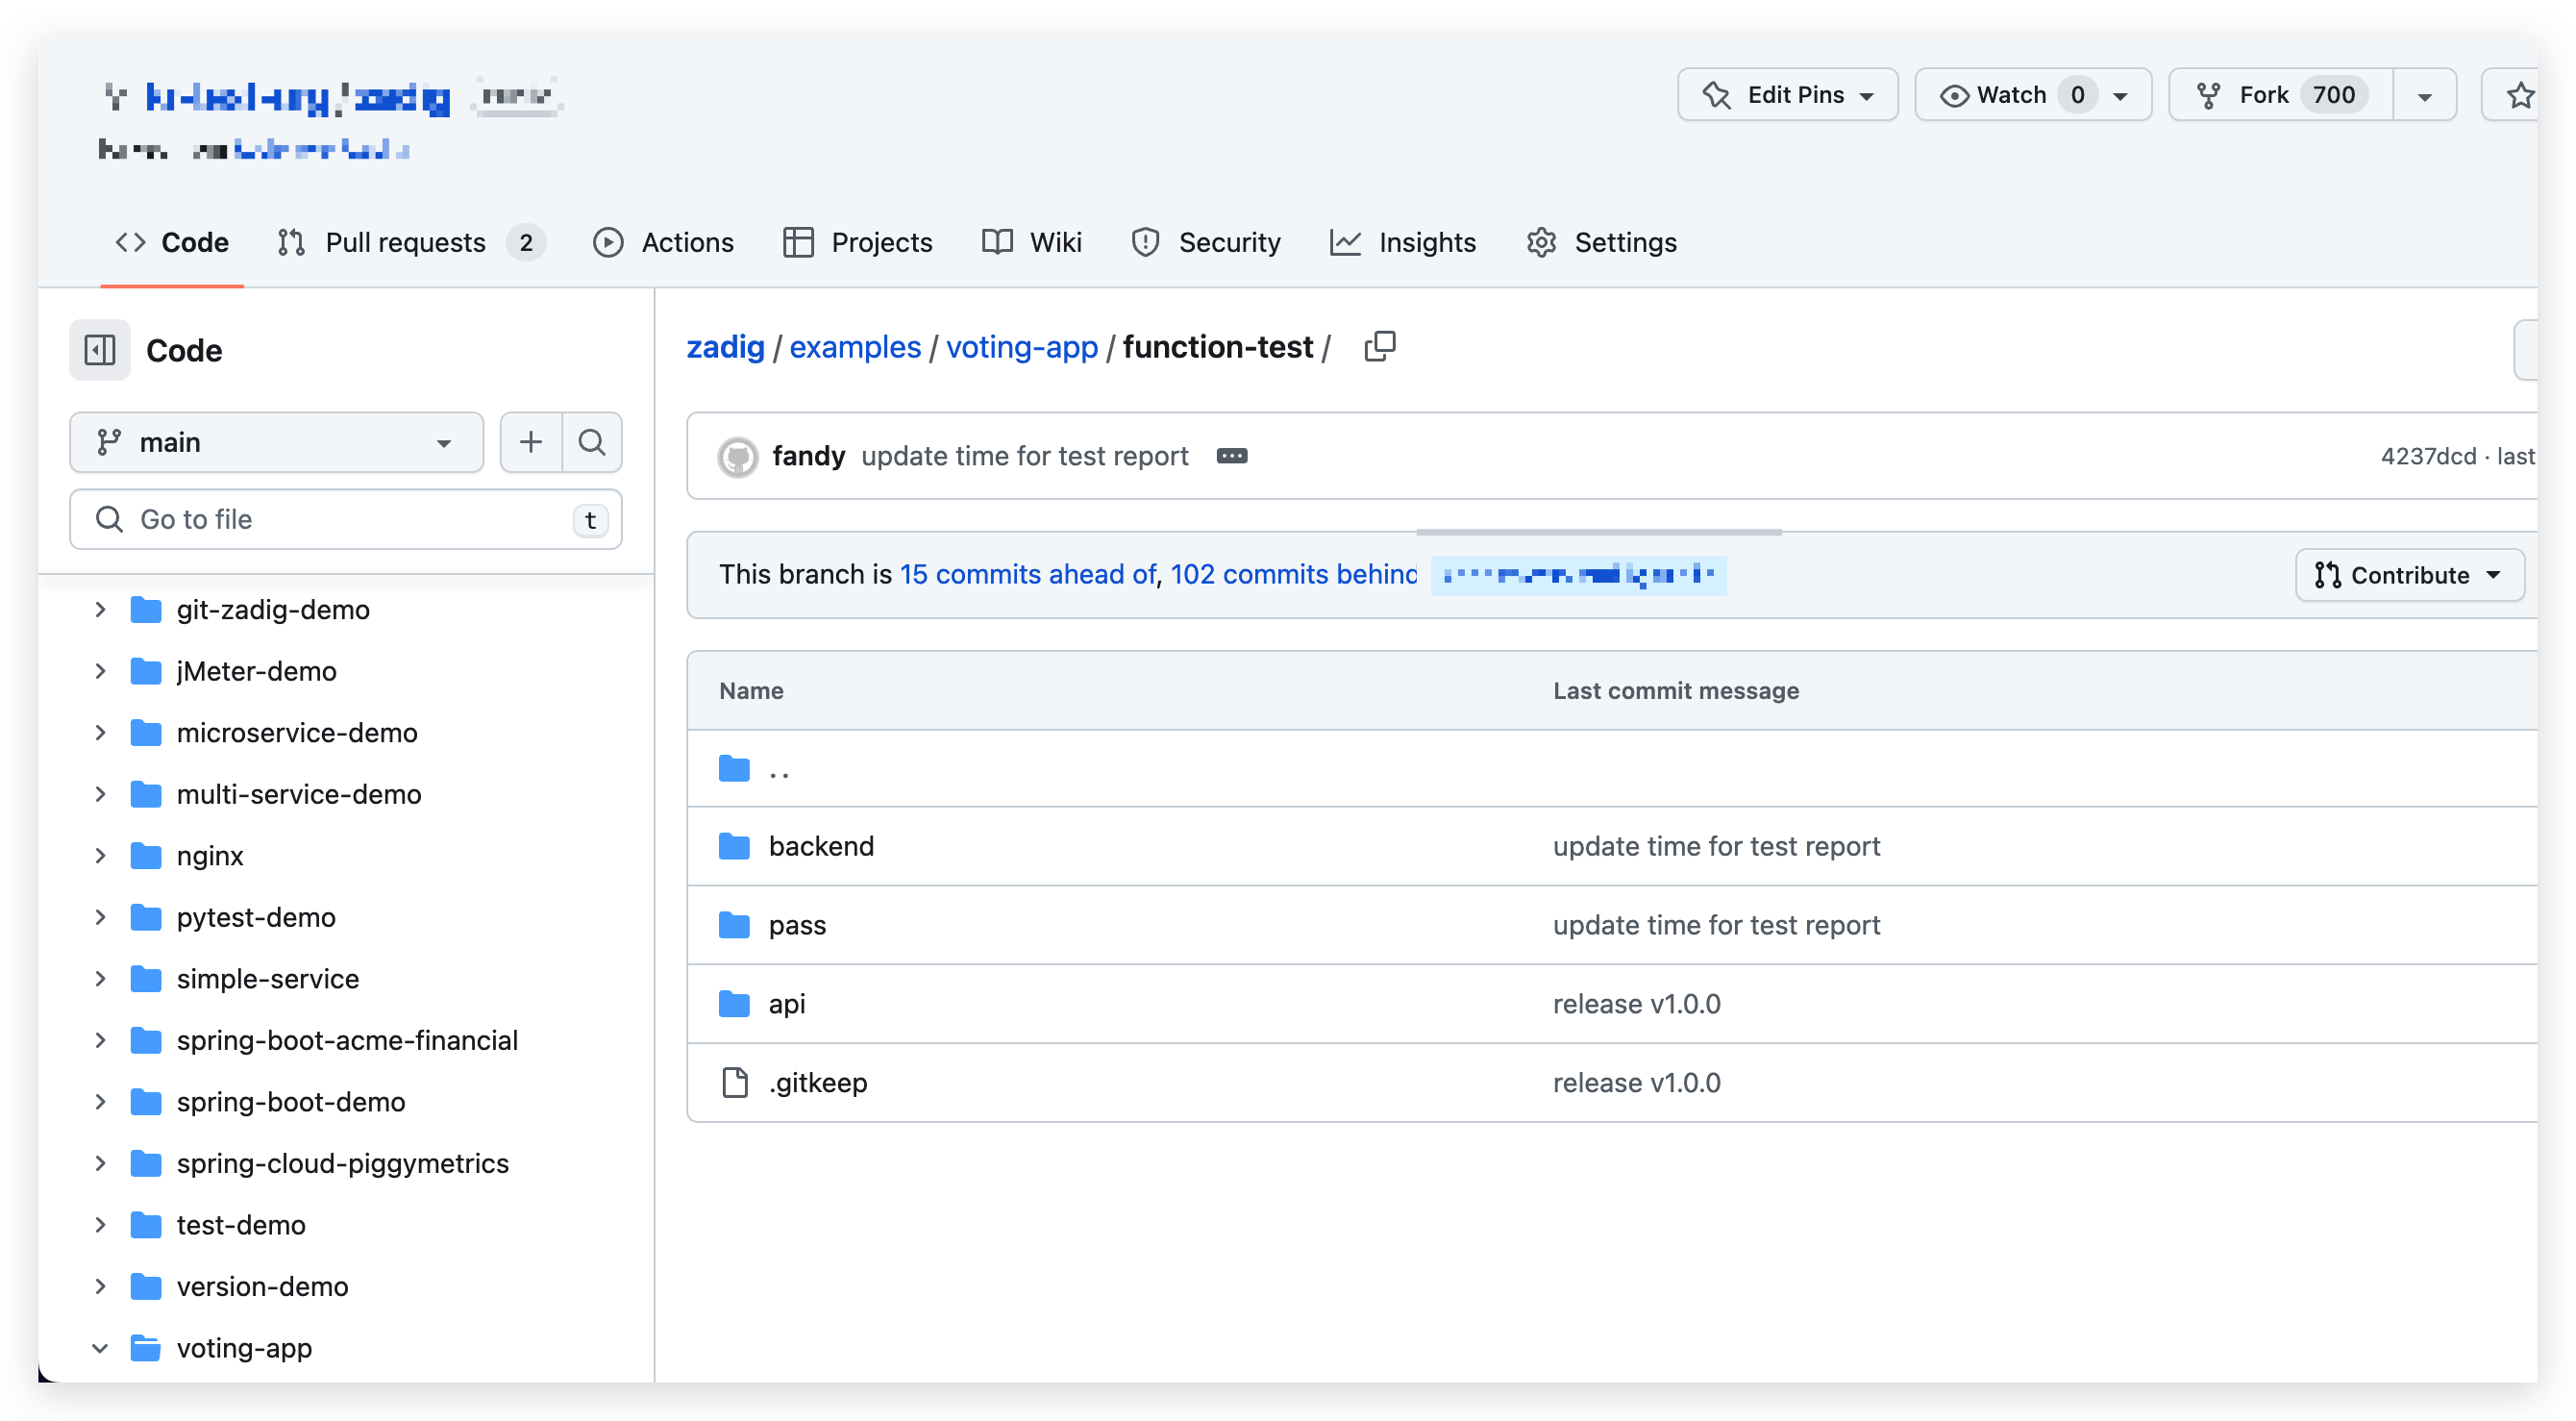 Edit Pins Watch 0 Fork 700
Code Pull requests 2 Actions Projects Wiki Security Insights Settings
Code
main
Go to file t
git-zadig-demo
jMeter-demo
microservice-demo
multi-service-demo
nginx
pytest-demo
simple-service
spring-boot-acme-financial
spring-boot-demo
spring-cloud-piggymetrics
test-demo
version-demo
voting-app
zadig / examples / voting-app / function-test /
fandy update time for test report 4237dcd · last
This branch is 15 commits ahead of, 102 commits behind
Contribute
Name Last commit message
..
backend update time for test report
pass update time for test report
api release v1.0.0
.gitkeep release v1.0.0